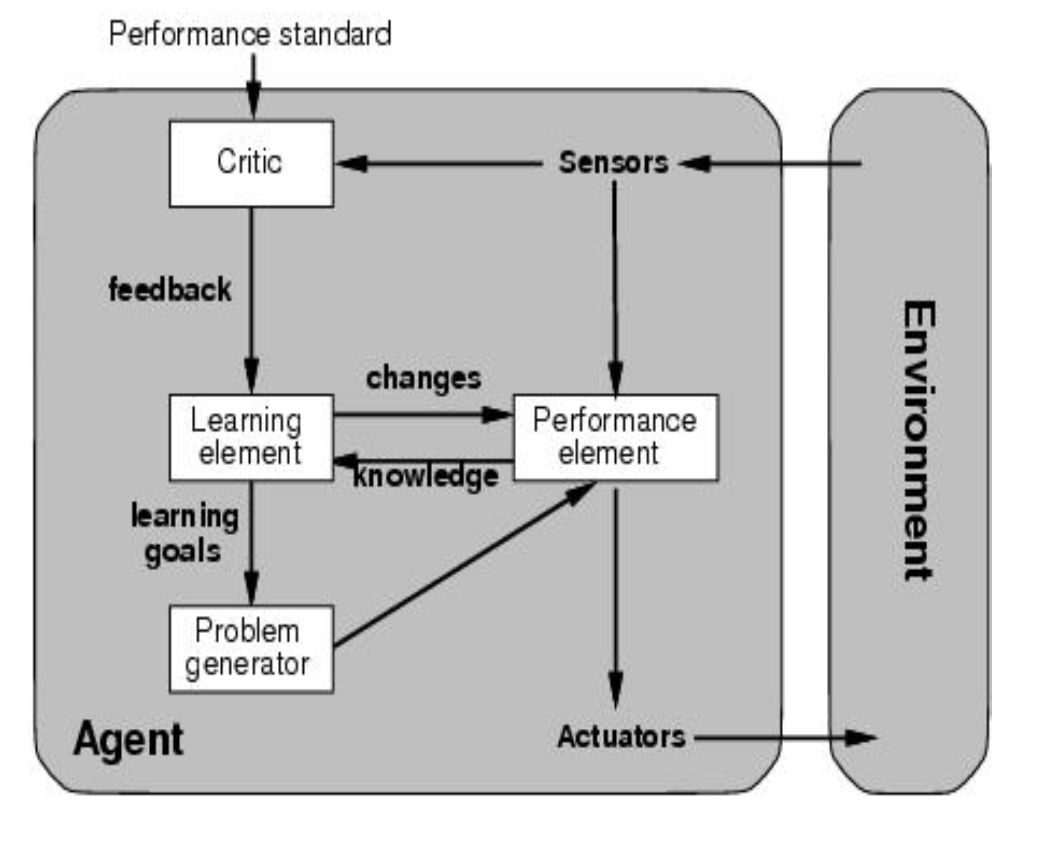 Performance standard
Critic
Sensors
feedback
changes
Learning
element
Performance
element
knowledge
learning
goals
Problem
generator
Agent
Actuators
Environment